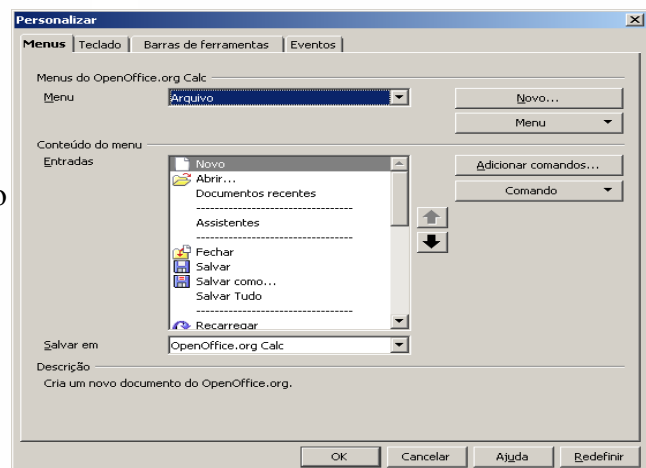 Personalizar
Menus Teclado Barras de ferramentas Eventos
Menus do OpenOffice.org Calc
Menu Arquivo Novo...
Menu
Conteúdo do menu
Entradas Novo Adicionar comandos...
Abrir...
Documentos recentes Comando
o
----------------------------------
Assistentes
----------------------------------
Fechar
Salvar
Salvar como...
Salvar Tudo
----------------------------------
Recarregar
Salvar em OpenOffice.org Calc
Descrição
Cria um novo documento do OpenOffice.org.
OK Cancelar Ajuda Redefinir